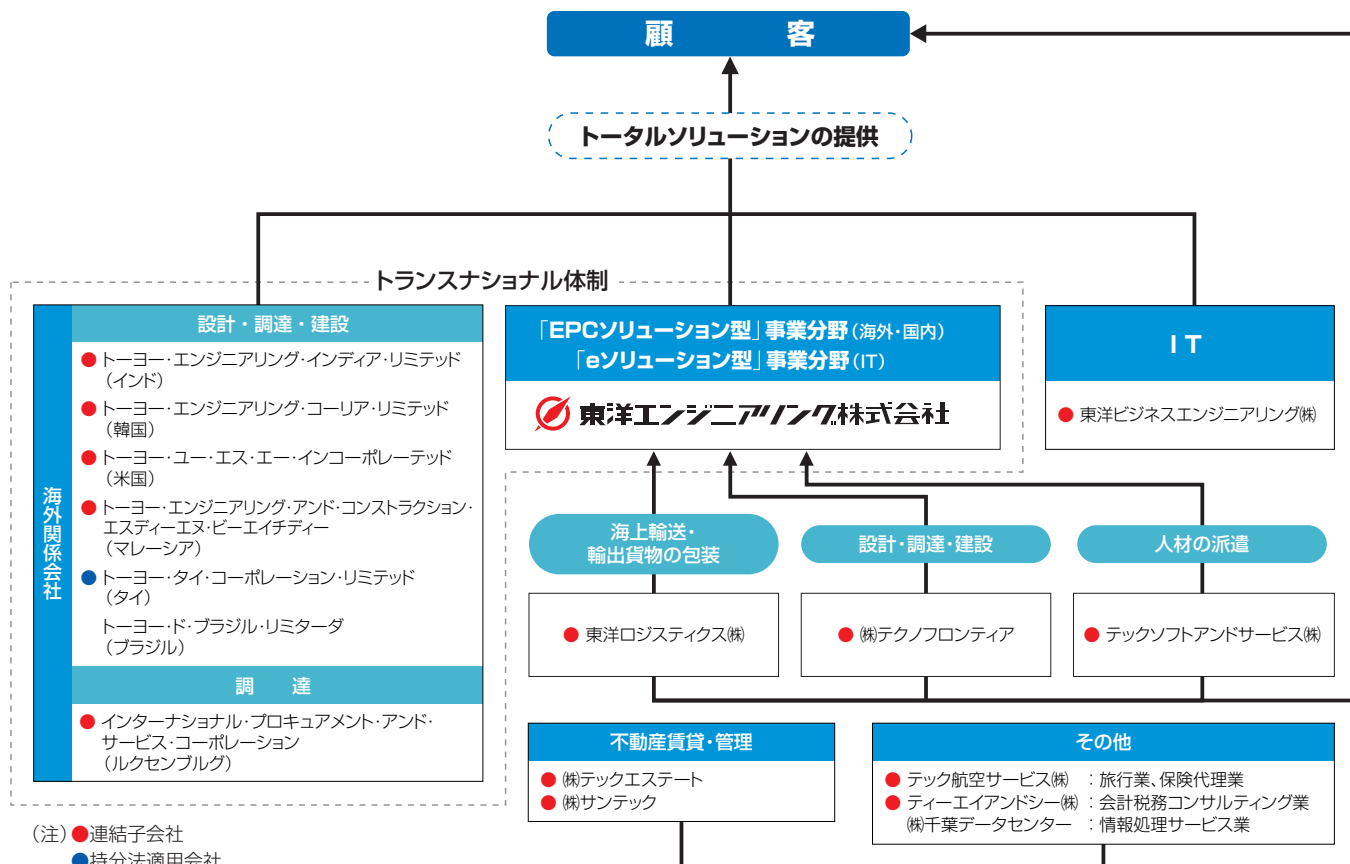 顧客
トータルソリューションの提供
トランスナショナル体制
海外関係会社
設計・調達・建設
●トーヨー・エンジニアリング・インディア・リミテッド
(インド)
●トーヨー・エンジニアリング・コーリア・リミテッド
(韓国)
●トーヨー・ユー・エス・エー・インコーポレーテッド
(米国)
●トーヨー・エンジニアリング・アンド・コンストラクション・
エスディーエヌ・ビーエイチディー
(マレーシア)
●トーヨー・タイ・コーポレーション・リミテッド
(タイ)
トーヨー・ド・ブラジル・リミターダ
(ブラジル)
調達
●インターナショナル・プロキュアメント・アンド・
サービス・コーポレーション
(ルクセンブルグ)
「EPCソリューション型」事業分野(海外・国内)
「eソリューション型」事業分野(IT)
東洋エンジニアリング株式会社
IT
●東洋ビジネスエンジニアリング㈱
海上輸送・
輸出貨物の包装
設計・調達・建設
人材の派遣
●東洋ロジスティクス㈱
●㈱テクノフロンティア
●テックソフトアンドサービス㈱
不動産賃貸・管理
●㈱テックエステート
●㈱サンテック
その他
●テック航空サービス㈱:旅行業、保険代理業
●ティーエイアンドシー㈱:会計税務コンサルティング業
㈱千葉データセンター:情報処理サービス業
(注)●連結子会社
●持分法適用会社